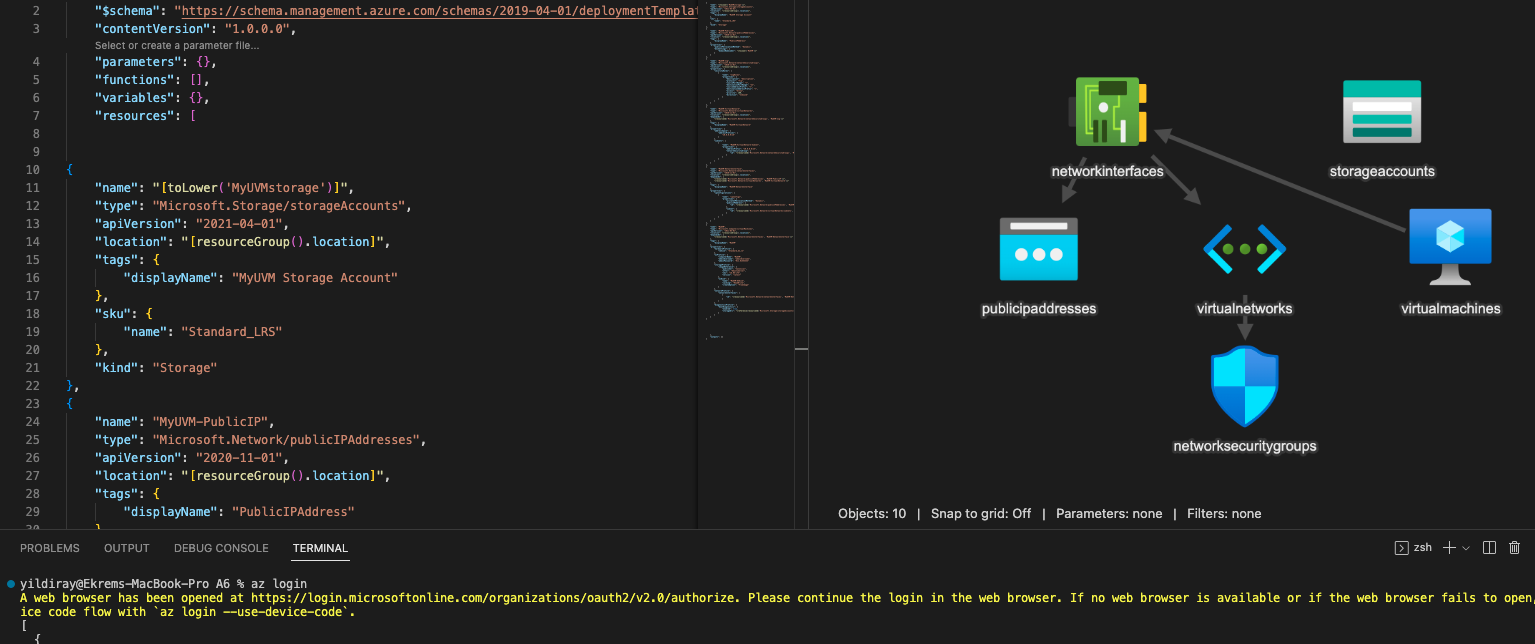 2 "$schema": "https://schema.management.azure.com/schemas/2019-04-01/deploymentTemplat
3 "contentVersion": "1.0.0.0",
Select or create a parameter file...
4 "parameters": {},
5 "functions": [],
6 "variables": {},
7 "resources": [
8
9
10 {
11 "name": "[toLower('MyUVMstorage')]",
12 "type": "Microsoft.Storage/storageAccounts",
13 "apiVersion": "2021-04-01",
14 "location": "[resourceGroup().location]",
15 "tags": {
16 "displayName": "MyUVM Storage Account"
17 },
18 "sku": {
19 "name": "Standard_LRS"
20 },
21 "kind": "Storage"
22 },
23 {
24 "name": "MyUVM-PublicIP",
25 "type": "Microsoft.Network/publicIPAddresses",
26 "apiVersion": "2020-11-01",
27 "location": "[resourceGroup().location]",
28 "tags": {
29 "displayName": "PublicIPAddress"
30 }
networkinterfaces
storageaccounts
publicipaddresses
virtualnetworks
virtualmachines
networksecuritygroups
Objects: 10 | Snap to grid: Off | Parameters: none | Filters: none
PROBLEMS OUTPUT DEBUG CONSOLE TERMINAL
zsh
yildiray@Ekrems-MacBook-Pro A6 % az login
A web browser has been opened at https://login.microsoftonline.com/organizations/oauth2/v2.0/authorize. Please continue the login in the web browser. If no web browser is available or if the web browser fails to open,
ice code flow with `az login --use-device-code`.
[
{